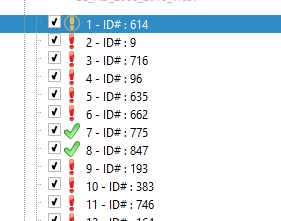 1 - ID# : 614
2 - ID# : 9
3 - ID# : 716
4 - ID# : 96
5 - ID# : 635
6 - ID# : 662
7 - ID# : 775
8 - ID# : 847
9 - ID# : 193
10 - ID# : 383
11 - ID# : 746